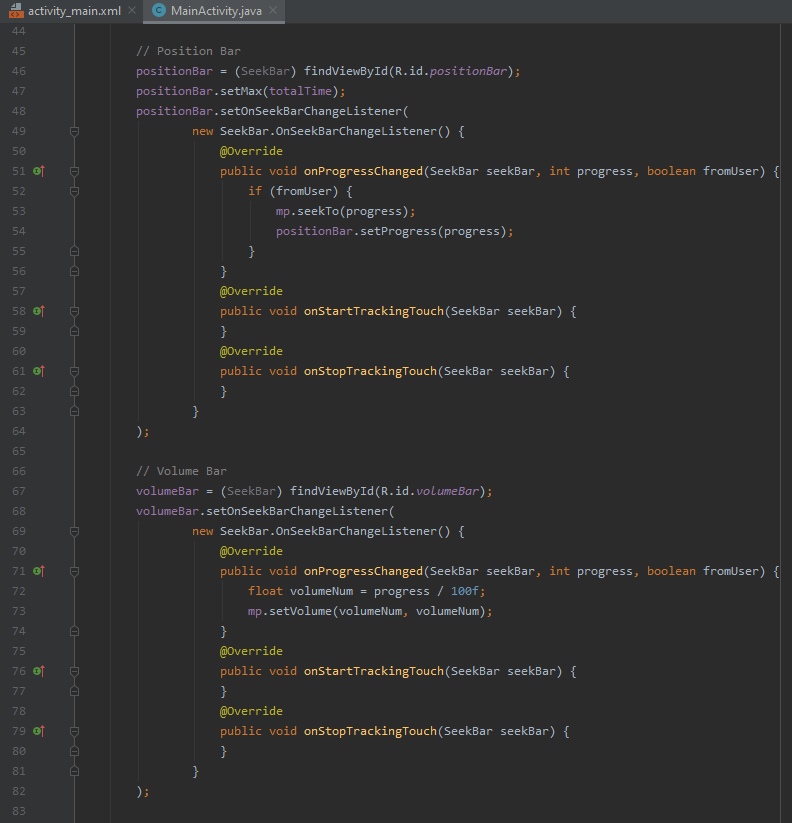 activity_main.xml MainActivity.java
44
45 // Position Bar
46 positionBar = (SeekBar) findViewById(R.id.positionBar);
47 positionBar.setMax(totalTime);
48 positionBar.setOnSeekBarChangeListener(
49 new SeekBar.OnSeekBarChangeListener() {
50 @Override
51 public void onProgressChanged(SeekBar seekBar, int progress, boolean fromUser) {
52 if (fromUser) {
53 mp.seekTo(progress);
54 positionBar.setProgress(progress);
55 }
56 }
57 @Override
58 public void onStartTrackingTouch(SeekBar seekBar) {
59 }
60 @Override
61 public void onStopTrackingTouch(SeekBar seekBar) {
62 }
63 }
64 );
65
66 // Volume Bar
67 volumeBar = (SeekBar) findViewById(R.id.volumeBar);
68 volumeBar.setOnSeekBarChangeListener(
69 new SeekBar.OnSeekBarChangeListener() {
70 @Override
71 public void onProgressChanged(SeekBar seekBar, int progress, boolean fromUser) {
72 float volumeNum = progress / 100f;
73 mp.setVolume(volumeNum, volumeNum);
74 }
75 @Override
76 public void onStartTrackingTouch(SeekBar seekBar) {
77 }
78 @Override
79 public void onStopTrackingTouch(SeekBar seekBar) {
80 }
81 }
82 );
83